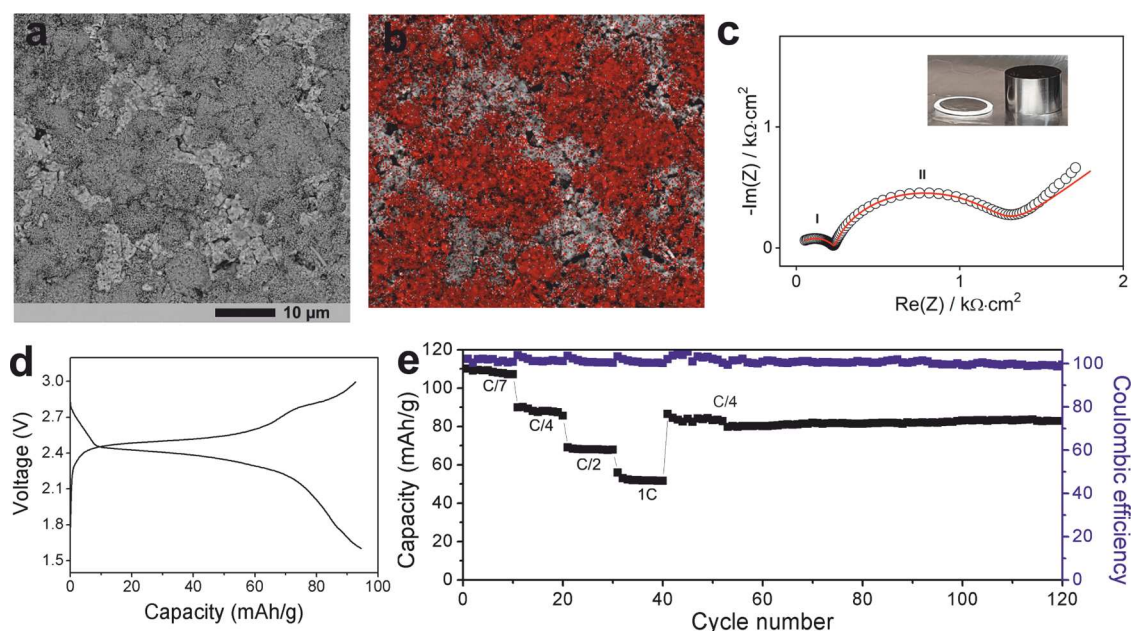 a
10 µm
b
c
1
0
-Im(Z) / kΩ·cm²
I
II
0 1 2
Re(Z) / kΩ·cm²
d
3.0
2.7
2.4
2.1
1.8
1.5
Voltage (V)
0 20 40 60 80 100
Capacity (mAh/g)
e
120
100
80
60
40
20
0
Capacity (mAh/g)
C/7
C/4
C/2
1C
C/4
100
80
60
40
20
0
Coulombic efficiency
0 20 40 60 80 100 120
Cycle number